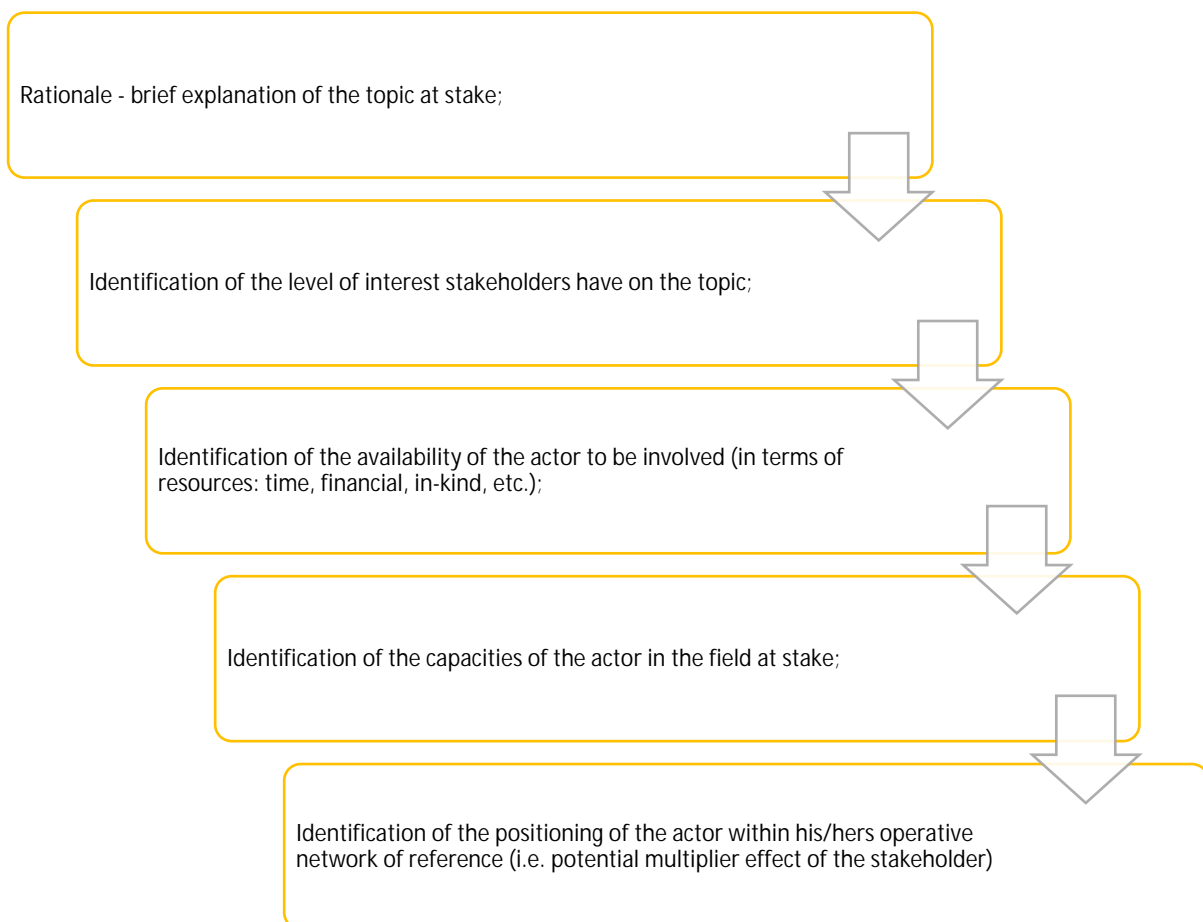 Rationale - brief explanation of the topic at stake;
Identification of the level of interest stakeholders have on the topic;
Identification of the availability of the actor to be involved (in terms of
resources: time, financial, in-kind, etc.);
Identification of the capacities of the actor in the field at stake;
Identification of the positioning of the actor within his/hers operative
network of reference (i.e. potential multiplier effect of the stakeholder)